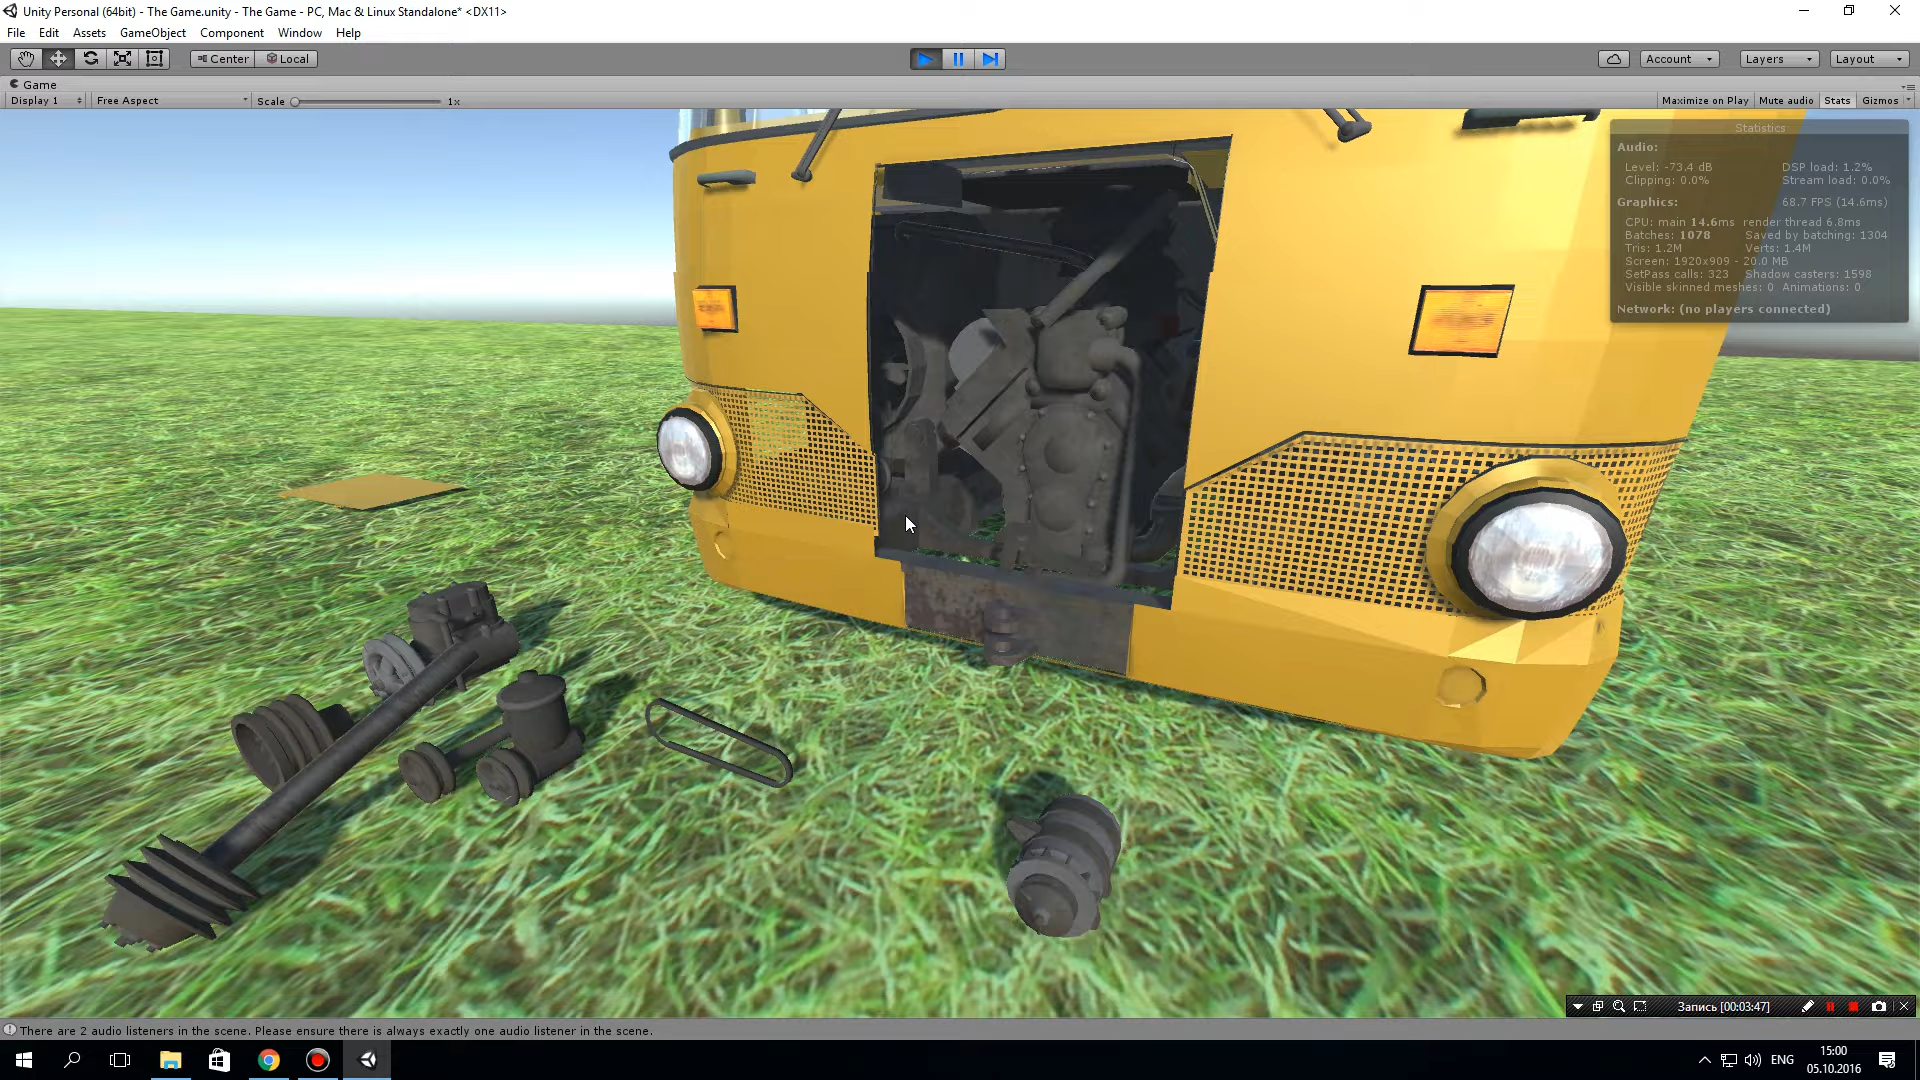 Unity Personal (64bit) - The Game.unity - The Game - PC, Mac & Linux Standalone* <DX11>
File Edit Assets GameObject Component Window Help
Center Local Account Layers Layout
Game
Display 1 Free Aspect Scale 1x Maximize on Play Mute audio Stats Gizmos
Statistics
Audio:
Level: -73.4 dB DSP load: 1.2%
Clipping: 0.0% Stream load: 0.0%
Graphics: 68.7 FPS (14.6ms)
CPU: main 14.6ms render thread 6.8ms
Batches: 1078 Saved by batching: 1304
Tris: 1.2M Verts: 1.4M
Screen: 1920x909 - 20.0 MB
SetPass calls: 323 Shadow casters: 1598
Visible skinned meshes: 0 Animations: 0
Network: (no players connected)
Запись [00:03:47]
There are 2 audio listeners in the scene. Please ensure there is always exactly one audio listener in the scene.
ENG
15:00
05.10.2016